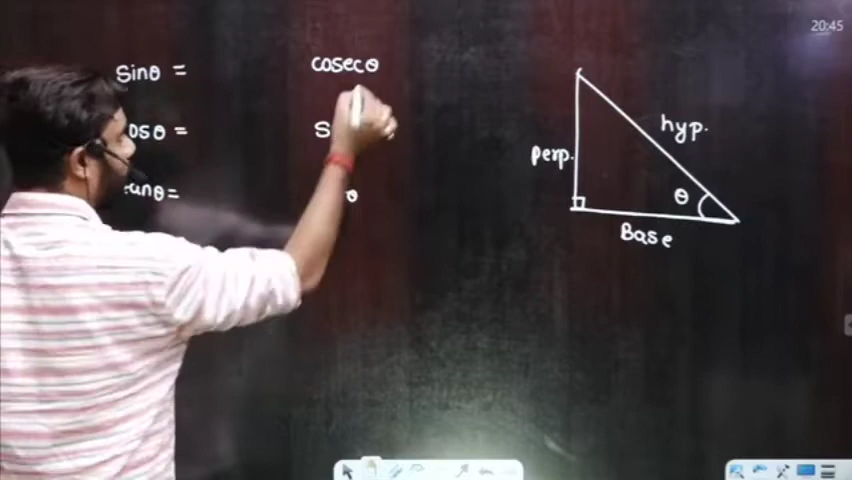 20:45
sinθ = cosecθ
osθ =
anθ =
hyp.
perp.
θ
Base